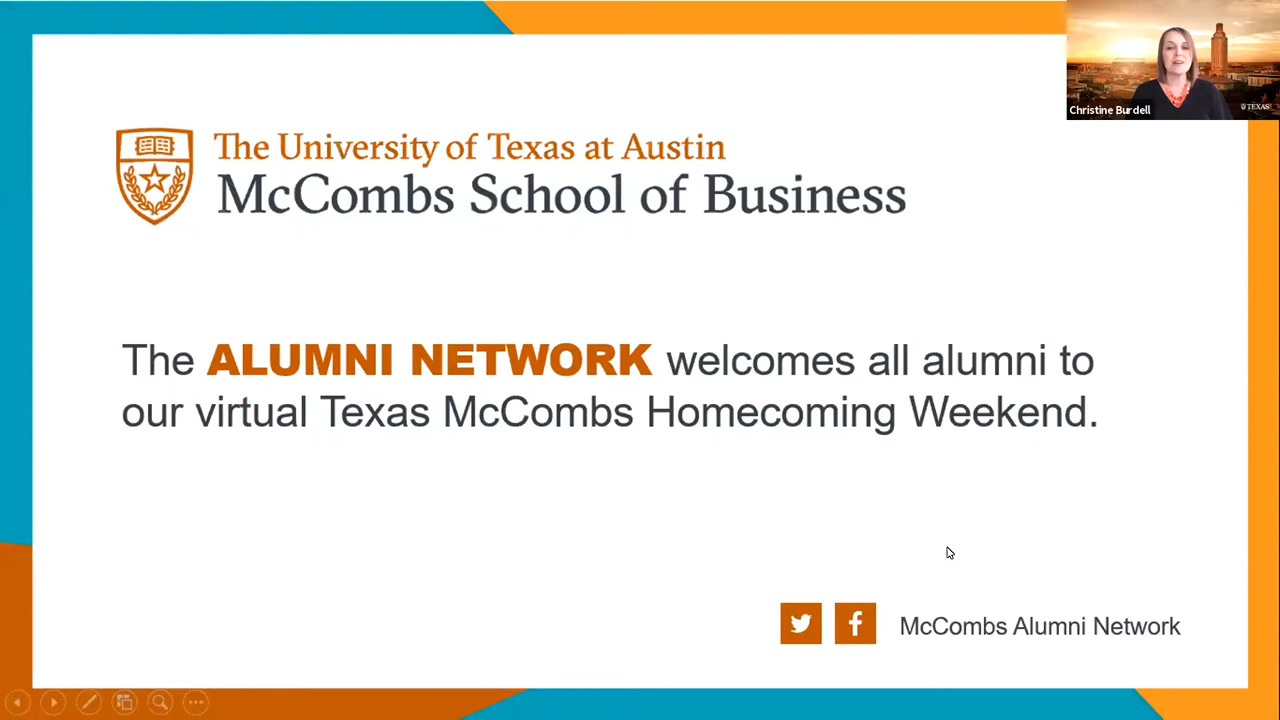 Christine Burdell
TEXAS
The University of Texas at Austin
McCombs School of Business
The ALUMNI NETWORK welcomes all alumni to
our virtual Texas McCombs Homecoming Weekend.
McCombs Alumni Network